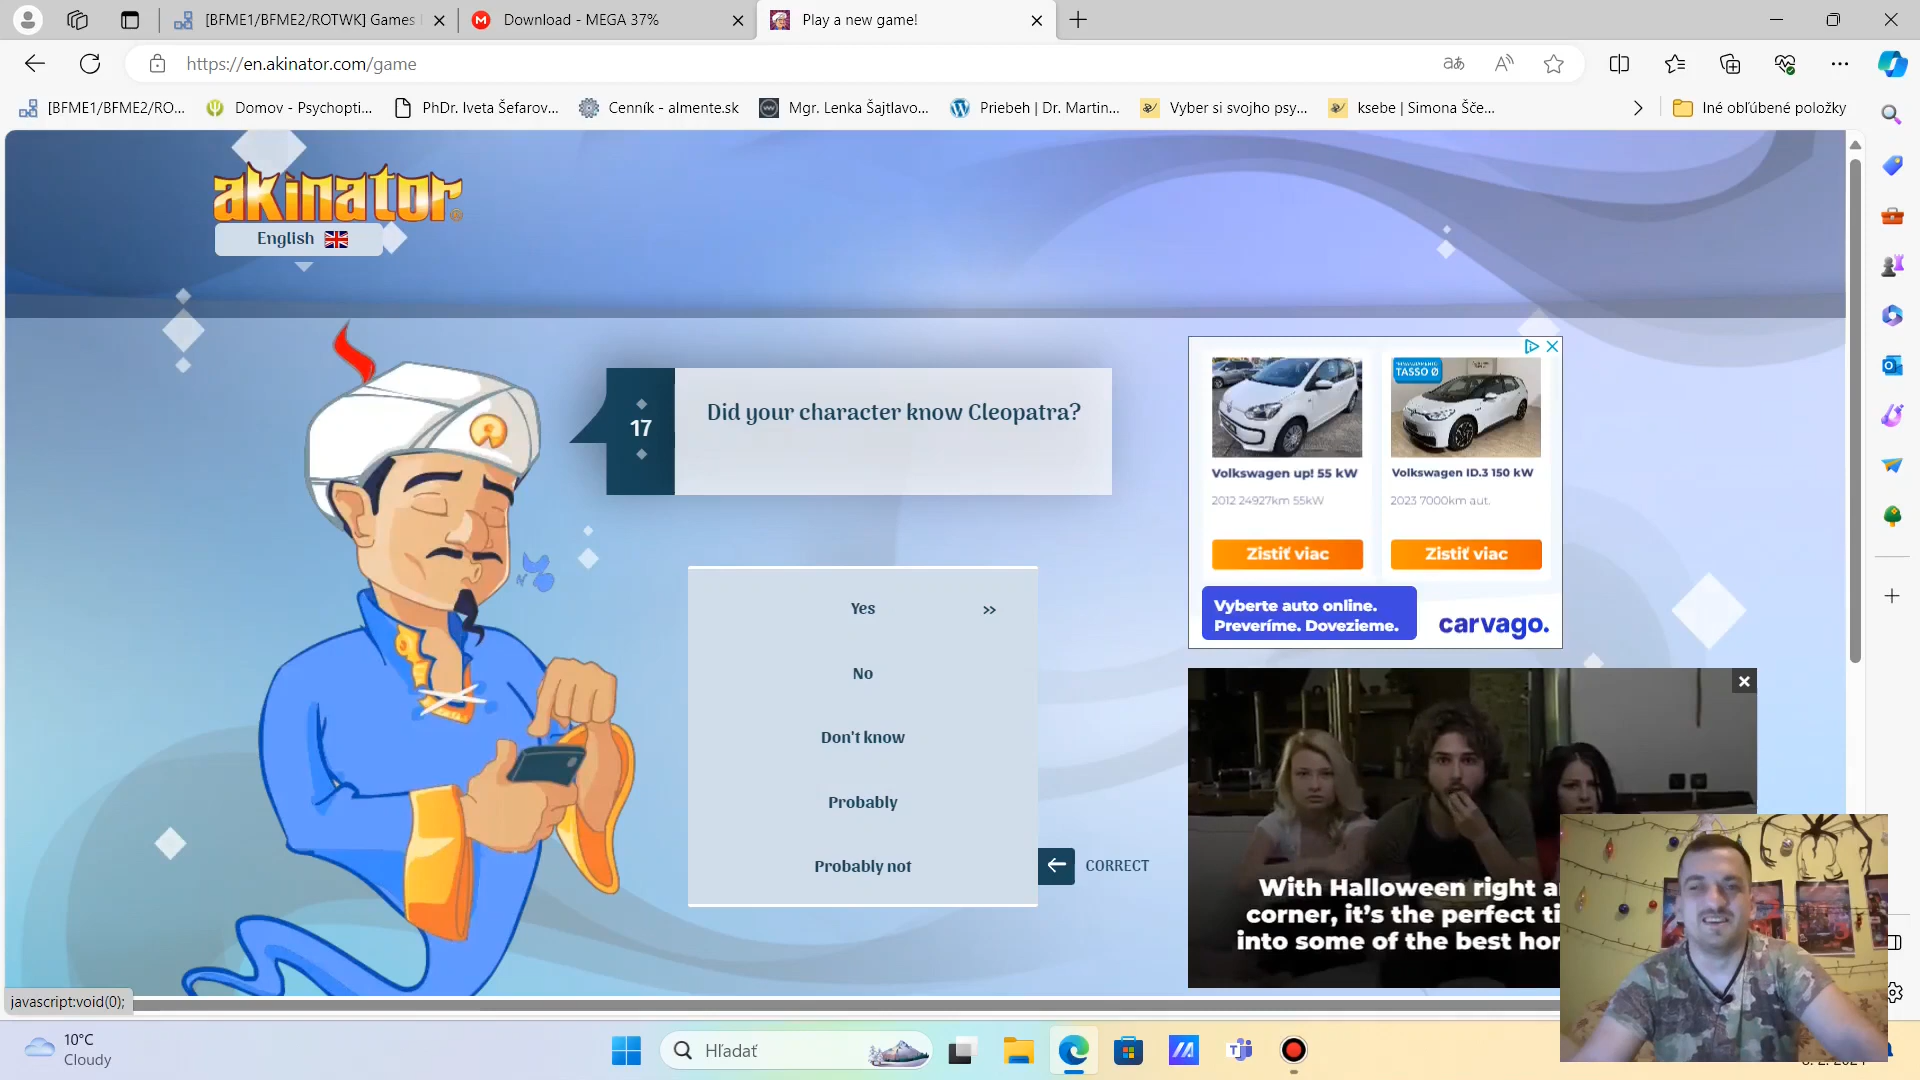 [BFME1/BFME2/ROTWK] Games
Download - MEGA 37%
Play a new game!
https://en.akinator.com/game
[BFME1/BFME2/RO...
Domov - Psychopti...
PhDr. Iveta Šefarov...
Cenník - almente.sk
Mgr. Lenka Šajtlavo...
Priebeh | Dr. Martin...
Vyber si svojho psy...
ksebe | Simona Šče...
Iné obľúbené položky
akinator
English
17
Did your character know Cleopatra?
Yes >>
No
Don't know
Probably
Probably not
CORRECT
TASSO Ø
Volkswagen up! 55 kW
2012 24927km 55kW
Zistiť viac
Volkswagen ID.3 150 kW
2023 7000km aut.
Zistiť viac
Vyberte auto online.
Preveríme. Dovezieme.
carvago.
With Halloween right a
corner, it's the perfect ti
into some of the best hor
javascript:void(0);
10°C
Cloudy
Hľadať